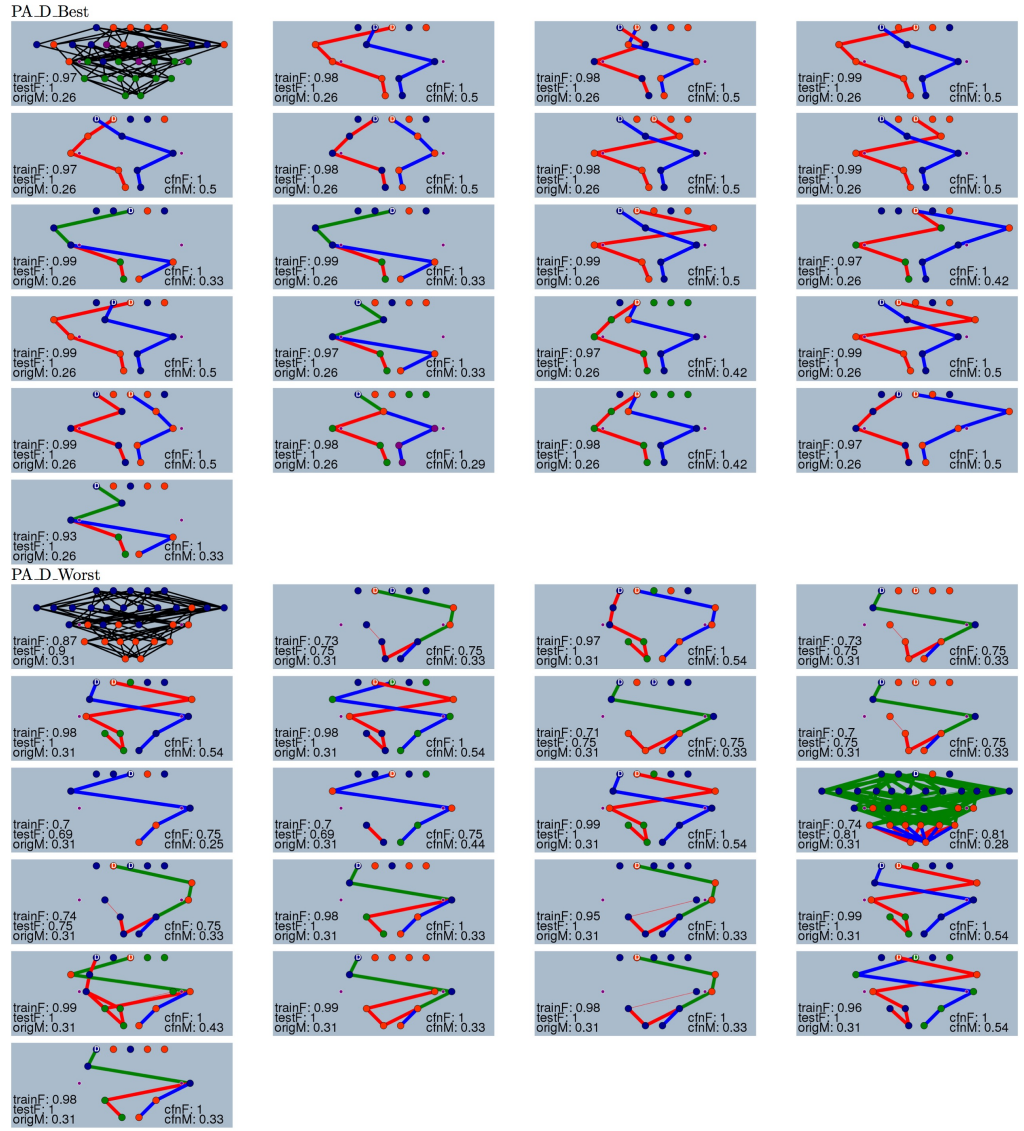 PA_D_Best
trainF: 0.97
testF: 1
origM: 0.26
trainF: 0.98
testF: 1 cfnF: 1
origM: 0.26 cfnM: 0.5
trainF: 0.98
testF: 1 cfnF: 1
origM: 0.26 cfnM: 0.5
trainF: 0.99
testF: 1 cfnF: 1
origM: 0.26 cfnM: 0.5
trainF: 0.97
testF: 1 cfnF: 1
origM: 0.26 cfnM: 0.5
trainF: 0.98
testF: 1 cfnF: 1
origM: 0.26 cfnM: 0.5
trainF: 0.98
testF: 1 cfnF: 1
origM: 0.26 cfnM: 0.5
trainF: 0.99
testF: 1 cfnF: 1
origM: 0.26 cfnM: 0.5
trainF: 0.99
testF: 1 cfnF: 1
origM: 0.26 cfnM: 0.33
trainF: 0.99
testF: 1 cfnF: 1
origM: 0.26 cfnM: 0.33
trainF: 0.99
testF: 1 cfnF: 1
origM: 0.26 cfnM: 0.5
trainF: 0.97
testF: 1 cfnF: 1
origM: 0.26 cfnM: 0.42
trainF: 0.99
testF: 1 cfnF: 1
origM: 0.26 cfnM: 0.5
trainF: 0.97
testF: 1 cfnF: 1
origM: 0.26 cfnM: 0.33
trainF: 0.97
testF: 1 cfnF: 1
origM: 0.26 cfnM: 0.42
trainF: 0.99
testF: 1 cfnF: 1
origM: 0.26 cfnM: 0.5
trainF: 0.99
testF: 1 cfnF: 1
origM: 0.26 cfnM: 0.5
trainF: 0.98
testF: 1 cfnF: 1
origM: 0.26 cfnM: 0.29
trainF: 0.98
testF: 1 cfnF: 1
origM: 0.26 cfnM: 0.42
trainF: 0.97
testF: 1 cfnF: 1
origM: 0.26 cfnM: 0.5
trainF: 0.93
testF: 1 cfnF: 1
origM: 0.26 cfnM: 0.33
PA_D_Worst
trainF: 0.87
testF: 0.9
origM: 0.31
trainF: 0.73
testF: 0.75 cfnF: 0.75
origM: 0.31 cfnM: 0.33
trainF: 0.97
testF: 1 cfnF: 1
origM: 0.31 cfnM: 0.54
trainF: 0.73
testF: 0.75 cfnF: 0.75
origM: 0.31 cfnM: 0.33
trainF: 0.98
testF: 1 cfnF: 1
origM: 0.31 cfnM: 0.54
trainF: 0.98
testF: 1 cfnF: 1
origM: 0.31 cfnM: 0.54
trainF: 0.71
testF: 0.75 cfnF: 0.75
origM: 0.31 cfnM: 0.33
trainF: 0.7
testF: 0.75 cfnF: 0.75
origM: 0.31 cfnM: 0.33
trainF: 0.7
testF: 0.69 cfnF: 0.75
origM: 0.31 cfnM: 0.25
trainF: 0.7
testF: 0.69 cfnF: 0.75
origM: 0.31 cfnM: 0.44
trainF: 0.99
testF: 1 cfnF: 1
origM: 0.31 cfnM: 0.54
trainF: 0.74
testF: 0.81 cfnF: 0.81
origM: 0.31 cfnM: 0.28
trainF: 0.74
testF: 0.75 cfnF: 0.75
origM: 0.31 cfnM: 0.33
trainF: 0.98
testF: 1 cfnF: 1
origM: 0.31 cfnM: 0.33
trainF: 0.95
testF: 1 cfnF: 1
origM: 0.31 cfnM: 0.33
trainF: 0.99
testF: 1 cfnF: 1
origM: 0.31 cfnM: 0.54
trainF: 0.99
testF: 1 cfnF: 1
origM: 0.31 cfnM: 0.43
trainF: 0.99
testF: 1 cfnF: 1
origM: 0.31 cfnM: 0.33
trainF: 0.98
testF: 1 cfnF: 1
origM: 0.31 cfnM: 0.33
trainF: 0.96
testF: 1 cfnF: 1
origM: 0.31 cfnM: 0.54
trainF: 0.98
testF: 1 cfnF: 1
origM: 0.31 cfnM: 0.33